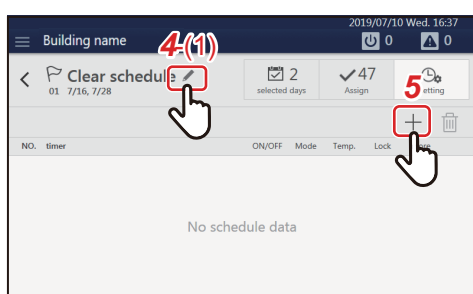 2019/07/10 Wed. 16:37
Building name
0
0
4-(1)
Clear schedule
01 7/16, 7/28
2
selected days
47
Assign
5
etting
NO. timer ON/OFF Mode Temp. Lock
No schedule data